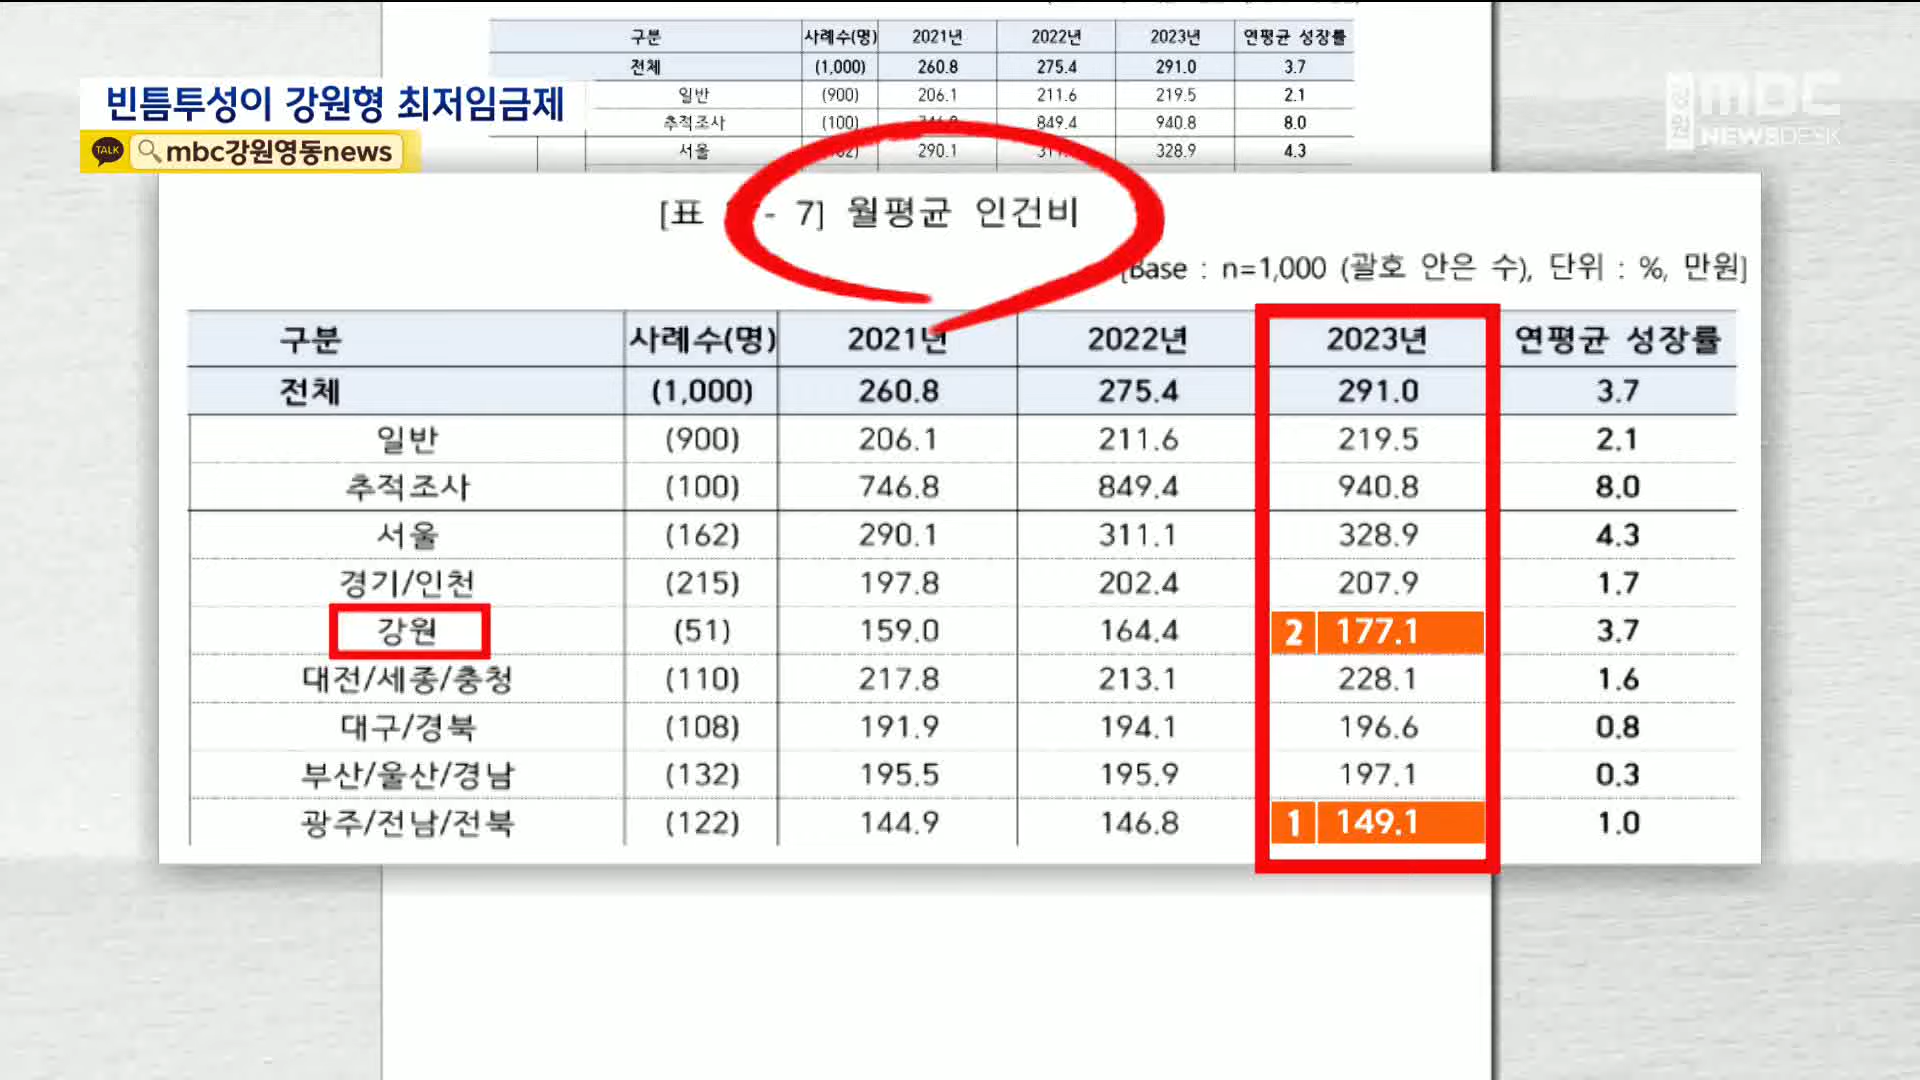 구분 사례수(명) 2021년 2022년 2023년 연평균 성장률
전체 (1,000) 260.8 275.4 291.0 3.7
일반 (900) 206.1 211.6 219.5 2.1
추적조사 (100) 849.4 940.8 8.0
서울 290.1 328.9 4.3
빈틈투성이 강원형 최저임금제
TALK mbc강원영동news
MBC
NEWSDESK
[표 - 7] 월평균 인건비
[Base : n=1,000 (괄호 안은 수), 단위 : %, 만원]
구분 사례수(명) 2021년 2022년 2023년 연평균 성장률
전체 (1,000) 260.8 275.4 291.0 3.7
일반 (900) 206.1 211.6 219.5 2.1
추적조사 (100) 746.8 849.4 940.8 8.0
서울 (162) 290.1 311.1 328.9 4.3
경기/인천 (215) 197.8 202.4 207.9 1.7
강원 (51) 159.0 164.4 2 177.1 3.7
대전/세종/충청 (110) 217.8 213.1 228.1 1.6
대구/경북 (108) 191.9 194.1 196.6 0.8
부산/울산/경남 (132) 195.5 195.9 197.1 0.3
광주/전남/전북 (122) 144.9 146.8 1 149.1 1.0